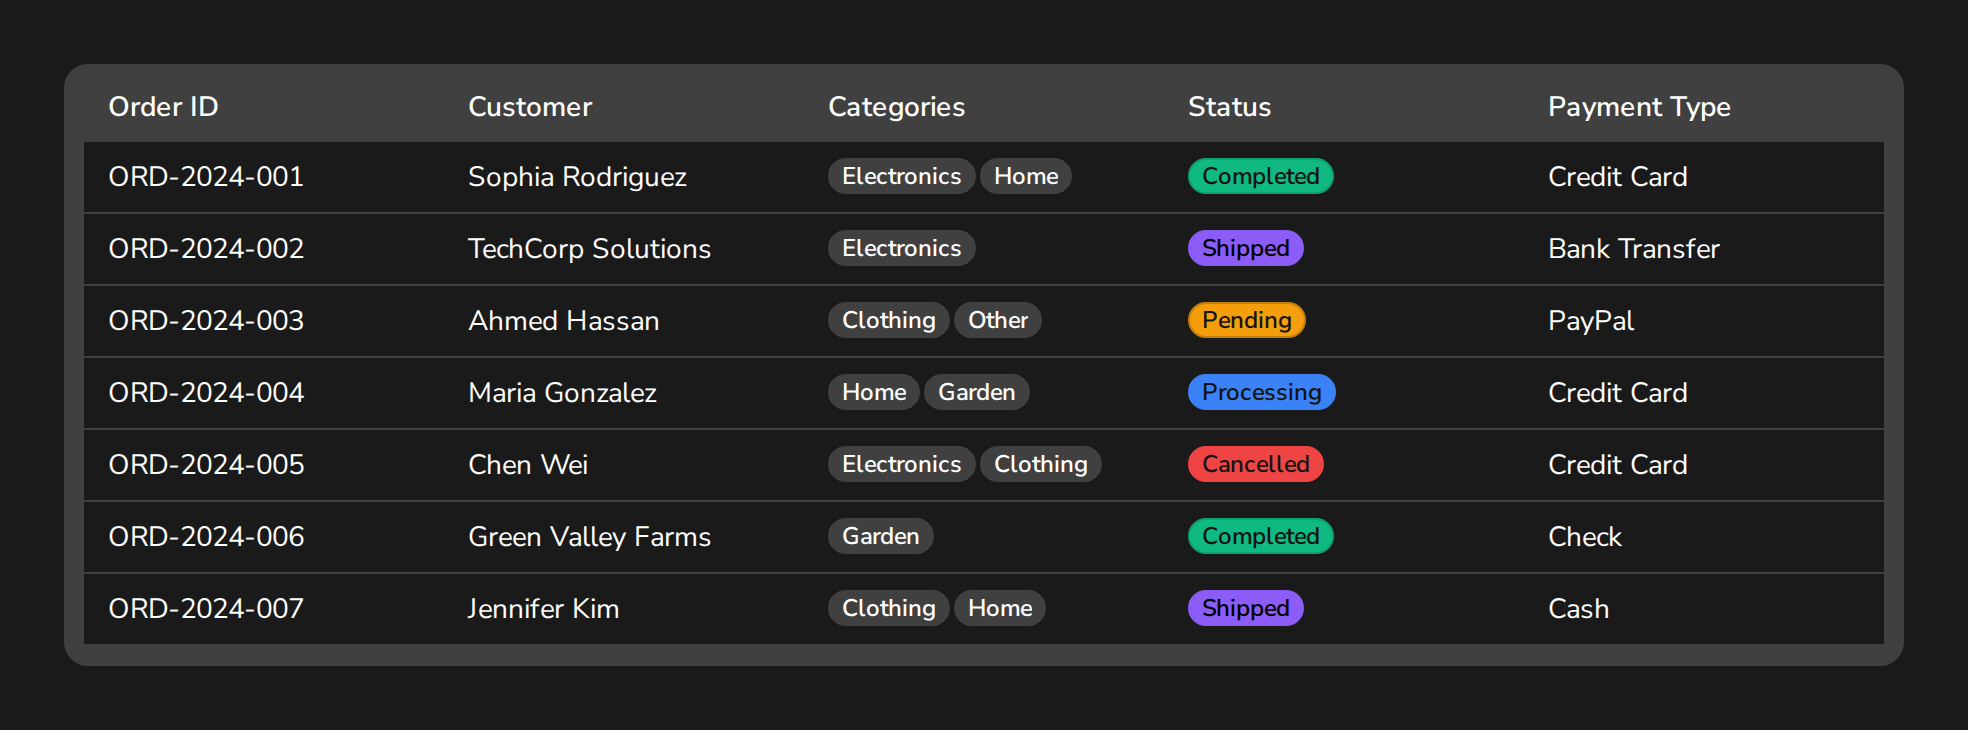 Order ID Customer Categories Status Payment Type
ORD-2024-001 Sophia Rodriguez Electronics Home Completed Credit Card
ORD-2024-002 TechCorp Solutions Electronics Shipped Bank Transfer
ORD-2024-003 Ahmed Hassan Clothing Other Pending PayPal
ORD-2024-004 Maria Gonzalez Home Garden Processing Credit Card
ORD-2024-005 Chen Wei Electronics Clothing Cancelled Credit Card
ORD-2024-006 Green Valley Farms Garden Completed Check
ORD-2024-007 Jennifer Kim Clothing Home Shipped Cash